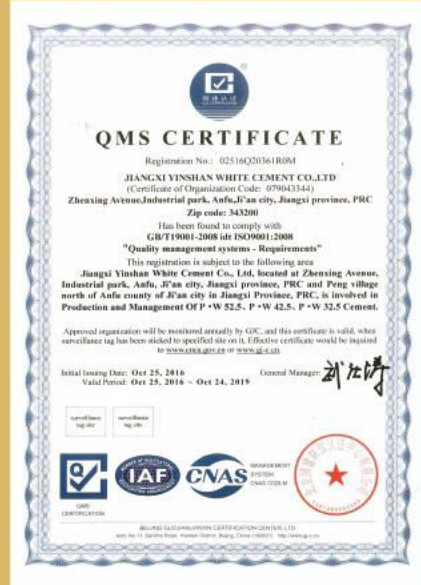 国建认证
QMS CERTIFICATE
Registration No.: 02516Q20361R0M
JIANGXI YINSHAN WHITE CEMENT CO.,LTD
(Certificate of Organization Code: 079043344)
Zhenxing Avenue,Industrial park, Anfu,Ji'an city, Jiangxi province, PRC
Zip code: 343200
Has been found to comply with
GB/T19001-2008 idt ISO9001:2008
"Quality management systems - Requirements"
This registration is subject to the following area
Jiangxi Yinshan White Cement Co., Ltd, located at Zhenxing Avenue,
Industrial park, Anfu, Ji'an city, Jiangxi province, PRC and Peng village
north of Anfu county of Ji'an city in Jiangxi Province, PRC, is involved in
Production and Management Of P·W 52.5、P·W 42.5、P·W 32.5 Cement.
Approved organization will be monitored annually by GJC, and this certificate is valid, when
surveillance tag has been sticked to specified site on it, Effective certificate would be inquired
to www.cnca.gov.cn or www.gj-c.cn
Initial Issuing Date: Oct 25, 2016
General Manager:
Valid Period: Oct 25, 2016 ~ Oct 24, 2019
surveillance tag site
surveillance tag site
QMS
CERTIFICATION
IAF
CNAS
MANAGEMENT
SYSTEM
CNAS C028-M